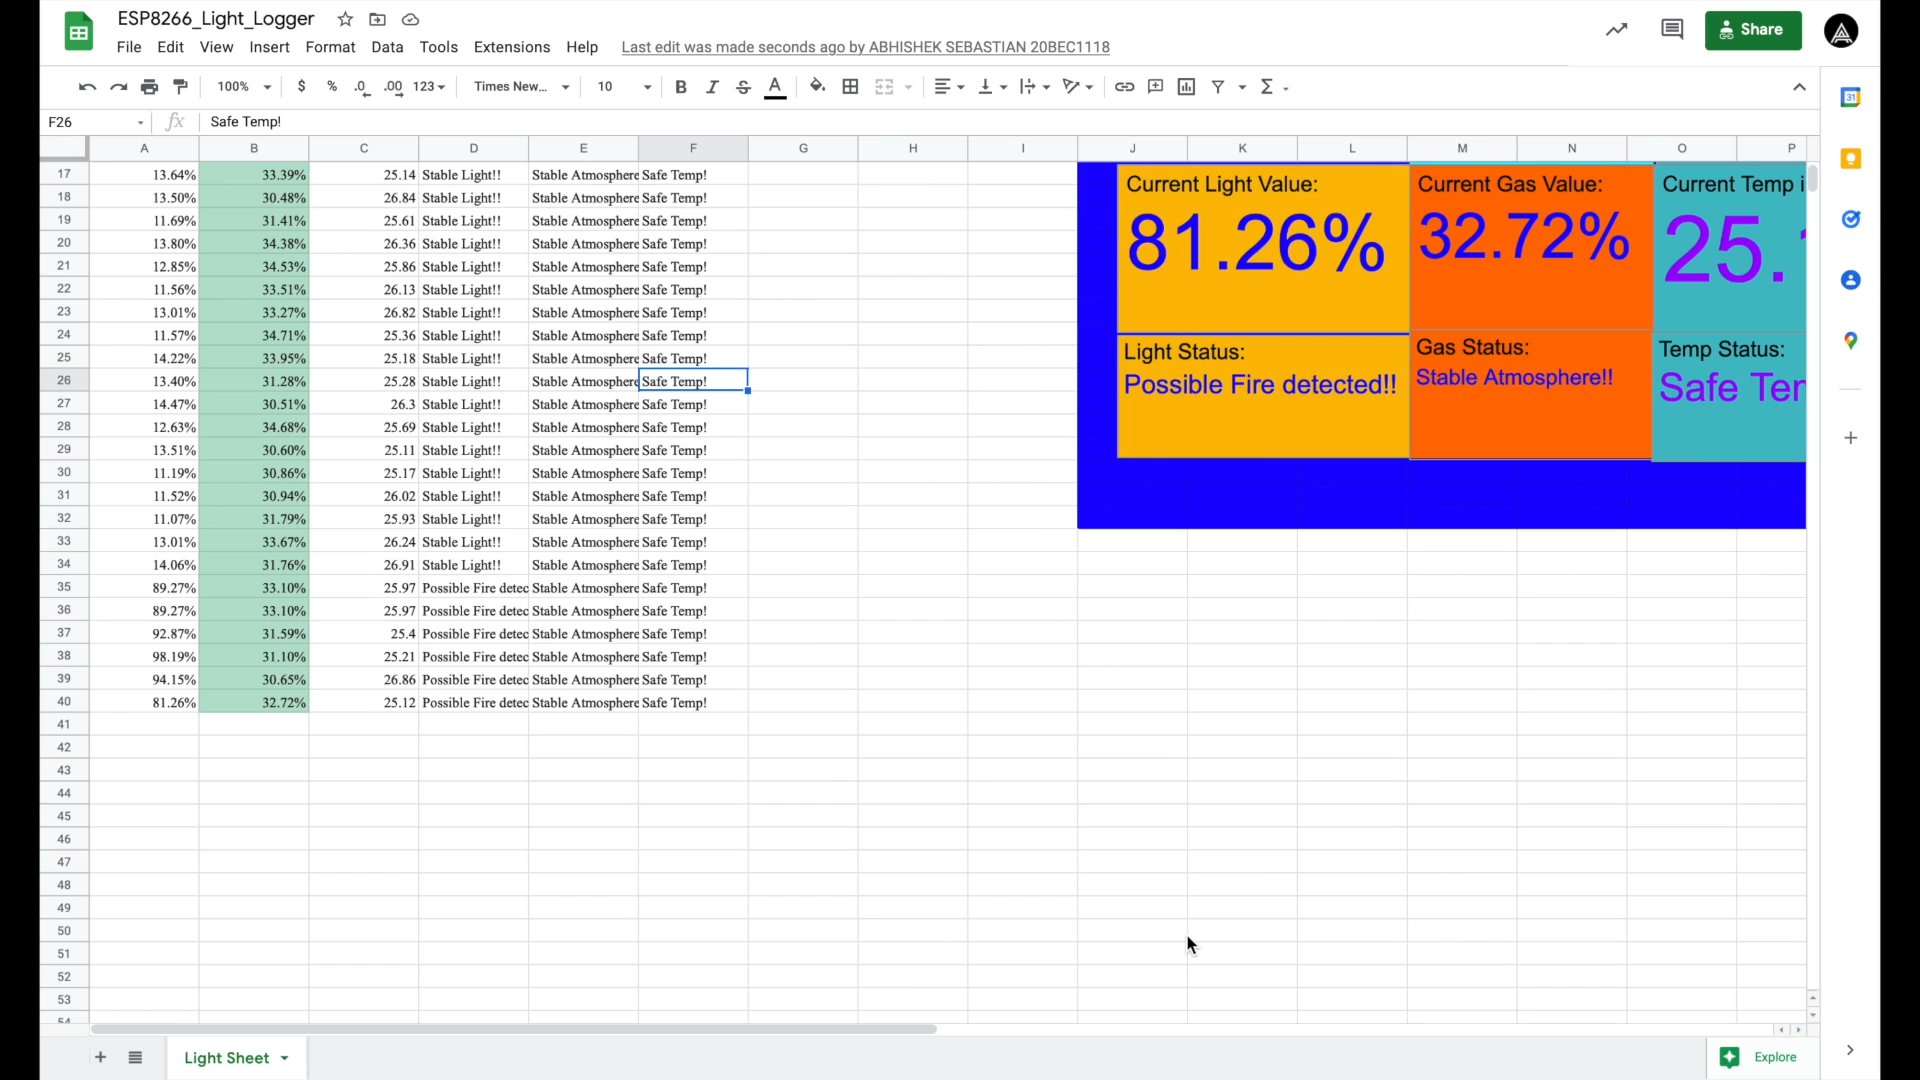 ESP8266_Light_Logger
File Edit View Insert Format Data Tools Extensions Help Last edit was made seconds ago by ABHISHEK SEBASTIAN 20BEC1118
Share
100% $ % .0 .00 123 Times New... 10 B I S A Σ
31
F26 fx Safe Temp!
A B C D E F G H I J K L M N O P
17 13.64% 33.39% 25.14 Stable Light!! Stable Atmosphere Safe Temp!
18 13.50% 30.48% 26.84 Stable Light!! Stable Atmosphere Safe Temp!
19 11.69% 31.41% 25.61 Stable Light!! Stable Atmosphere Safe Temp!
20 13.80% 34.38% 26.36 Stable Light!! Stable Atmosphere Safe Temp!
21 12.85% 34.53% 25.86 Stable Light!! Stable Atmosphere Safe Temp!
22 11.56% 33.51% 26.13 Stable Light!! Stable Atmosphere Safe Temp!
23 13.01% 33.27% 26.82 Stable Light!! Stable Atmosphere Safe Temp!
24 11.57% 34.71% 25.36 Stable Light!! Stable Atmosphere Safe Temp!
25 14.22% 33.95% 25.18 Stable Light!! Stable Atmosphere Safe Temp!
26 13.40% 31.28% 25.28 Stable Light!! Stable Atmosphere Safe Temp!
27 14.47% 30.51% 26.3 Stable Light!! Stable Atmosphere Safe Temp!
28 12.63% 34.68% 25.69 Stable Light!! Stable Atmosphere Safe Temp!
29 13.51% 30.60% 25.11 Stable Light!! Stable Atmosphere Safe Temp!
30 11.19% 30.86% 25.17 Stable Light!! Stable Atmosphere Safe Temp!
31 11.52% 30.94% 26.02 Stable Light!! Stable Atmosphere Safe Temp!
32 11.07% 31.79% 25.93 Stable Light!! Stable Atmosphere Safe Temp!
33 13.01% 33.67% 26.24 Stable Light!! Stable Atmosphere Safe Temp!
34 14.06% 31.76% 26.91 Stable Light!! Stable Atmosphere Safe Temp!
35 89.27% 33.10% 25.97 Possible Fire detec Stable Atmosphere Safe Temp!
36 89.27% 33.10% 25.97 Possible Fire detec Stable Atmosphere Safe Temp!
37 92.87% 31.59% 25.4 Possible Fire detec Stable Atmosphere Safe Temp!
38 98.19% 31.10% 25.21 Possible Fire detec Stable Atmosphere Safe Temp!
39 94.15% 30.65% 26.86 Possible Fire detec Stable Atmosphere Safe Temp!
40 81.26% 32.72% 25.12 Possible Fire detec Stable Atmosphere Safe Temp!
41
42
43
44
45
46
47
48
49
50
51
52
53
54
Current Light Value:
81.26%
Light Status:
Possible Fire detected!!
Current Gas Value:
32.72%
Gas Status:
Stable Atmosphere!!
Current Temp i
25.
Temp Status:
Safe Ter
Light Sheet
Explore